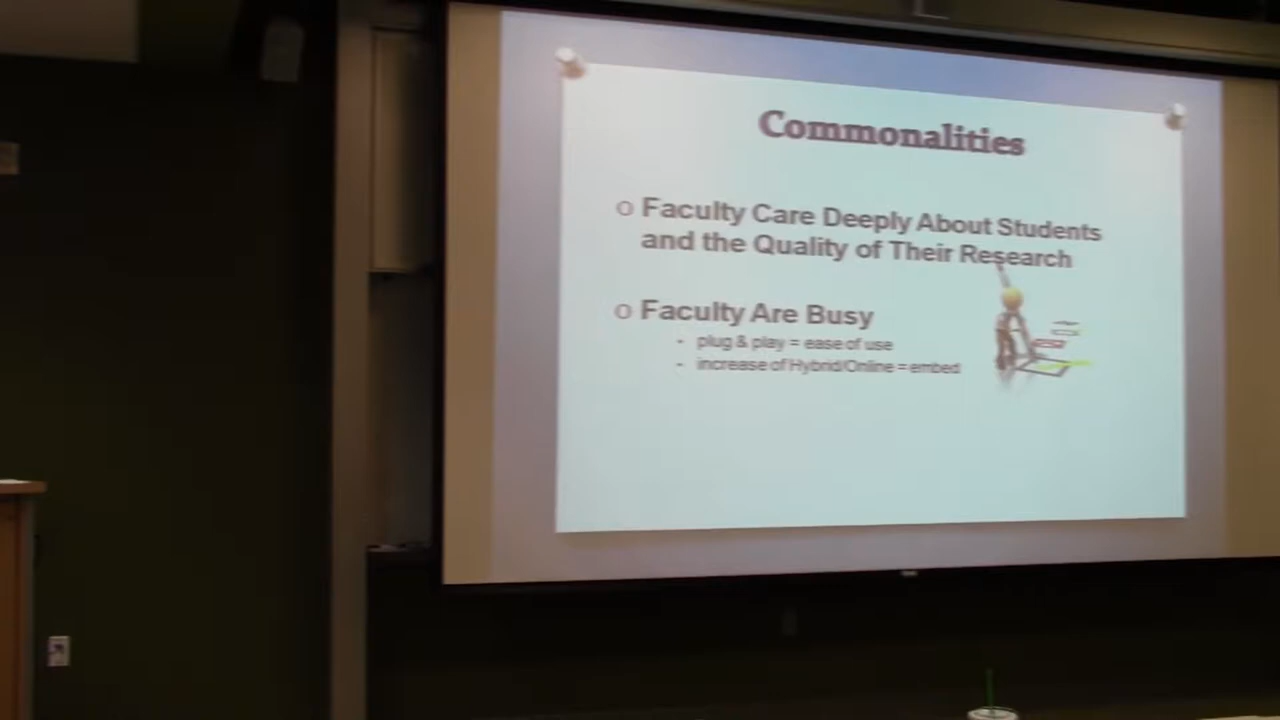 Commonalities
o Faculty Care Deeply About Students
and the Quality of Their Research
o Faculty Are Busy
- plug & play = ease of use
- increase of Hybrid/Online = embed